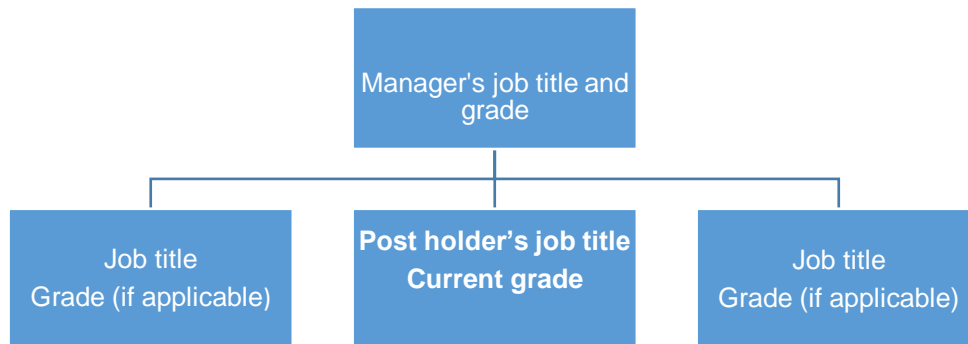 Manager's job title and
grade
Job title
Grade (if applicable)
Post holder’s job title
Current grade
Job title
Grade (if applicable)